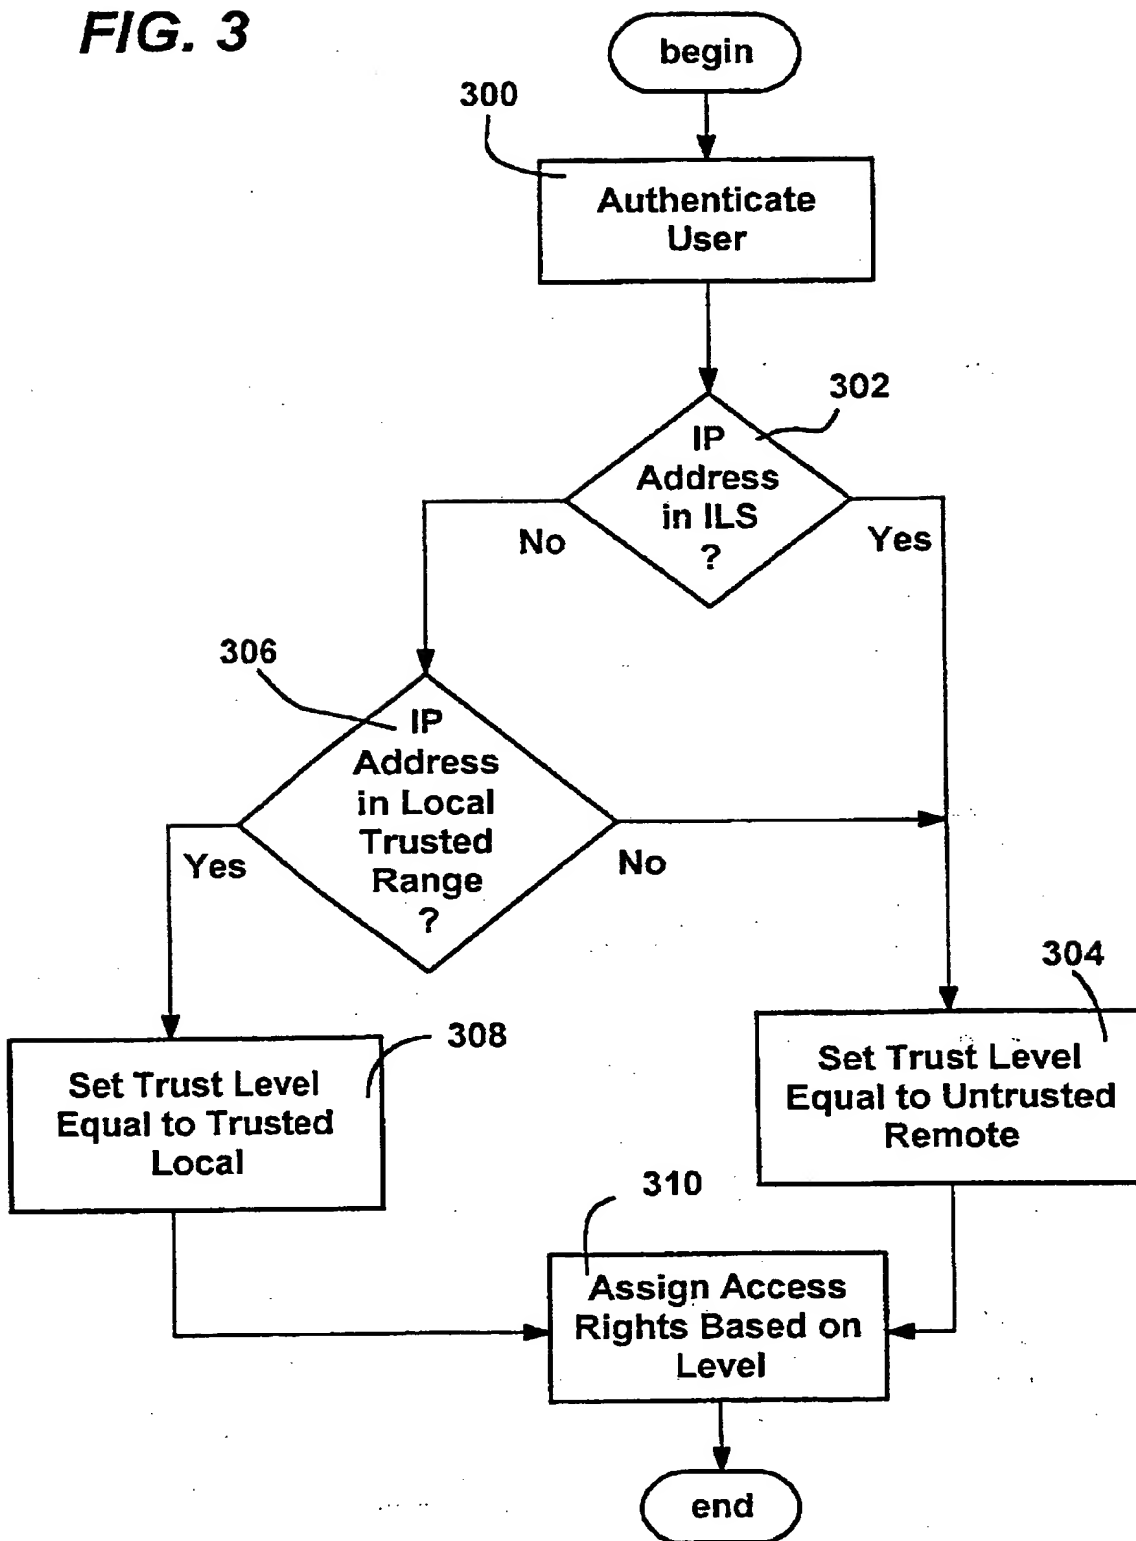 FIG. 3
begin
300
Authenticate
User
302
IP
Address
in ILS
?
No
Yes
306
IP
Address
in Local
Trusted
Range
?
Yes
No
304
308
Set Trust Level
Equal to Trusted
Local
Set Trust Level
Equal to Untrusted
Remote
310
Assign Access
Rights Based on
Level
end